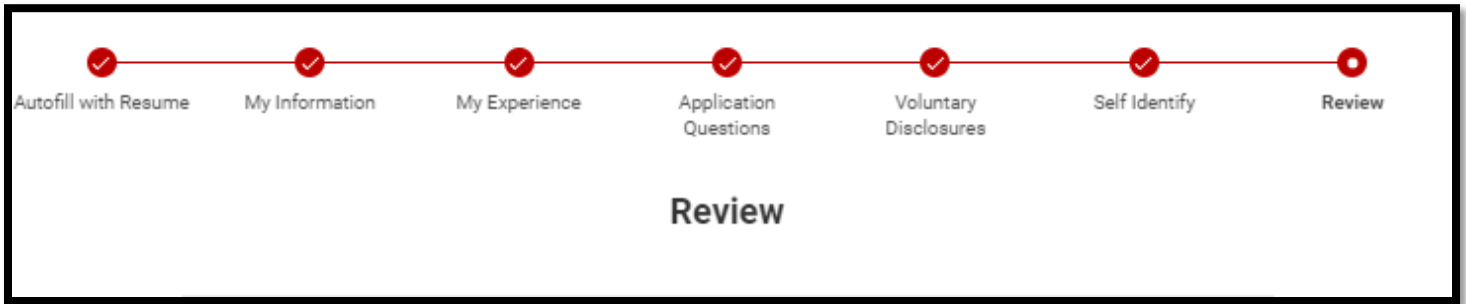 Autofill with Resume
My Information
My Experience
Application
Questions
Voluntary
Disclosures
Self Identify
Review
Review